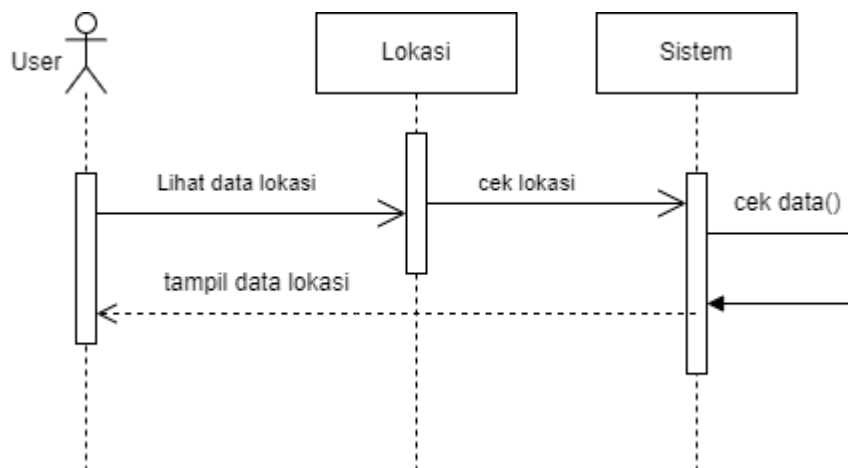 User
Lokasi
Sistem
Lihat data lokasi
cek lokasi
cek data()
tampil data lokasi